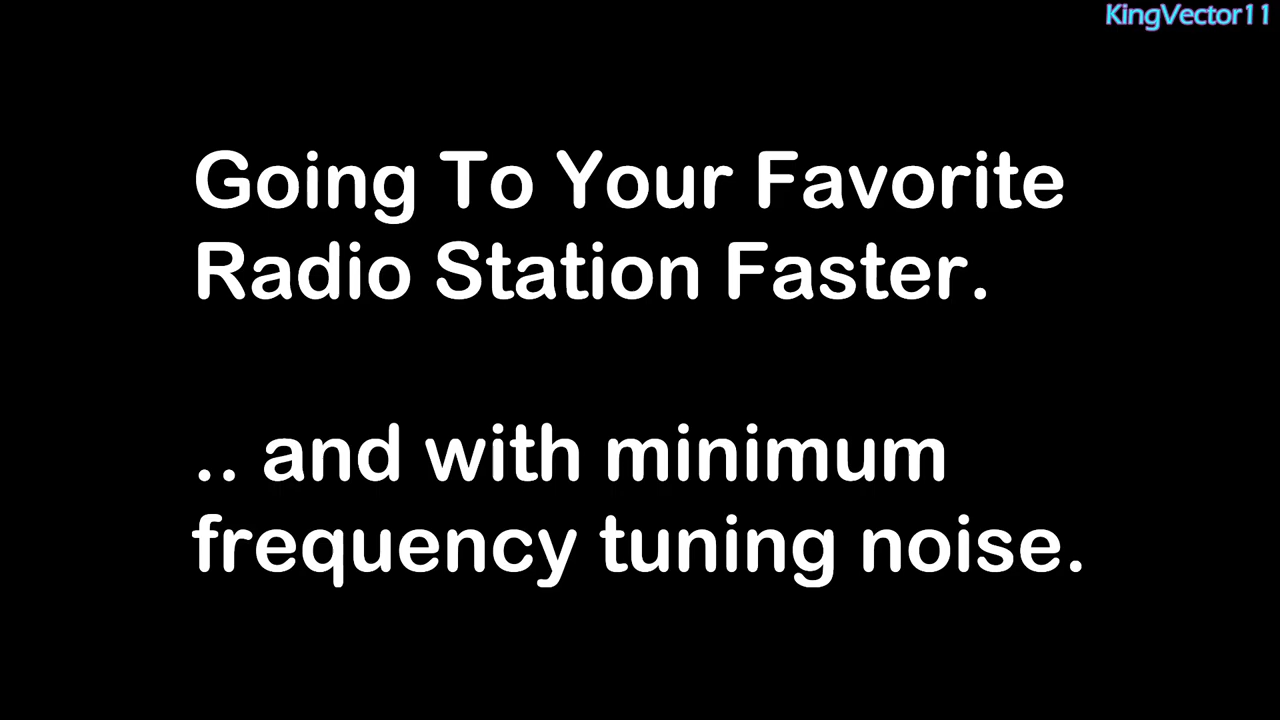 KingVector11
Going To Your Favorite
Radio Station Faster.
.. and with minimum
frequency tuning noise.